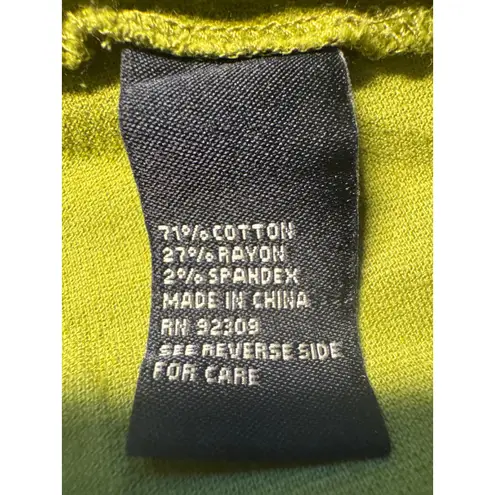 71% COTTON
27% RAYON
2% SPANDEX
MADE IN CHINA
RN 92309
SEE REVERSE SIDE
FOR CARE